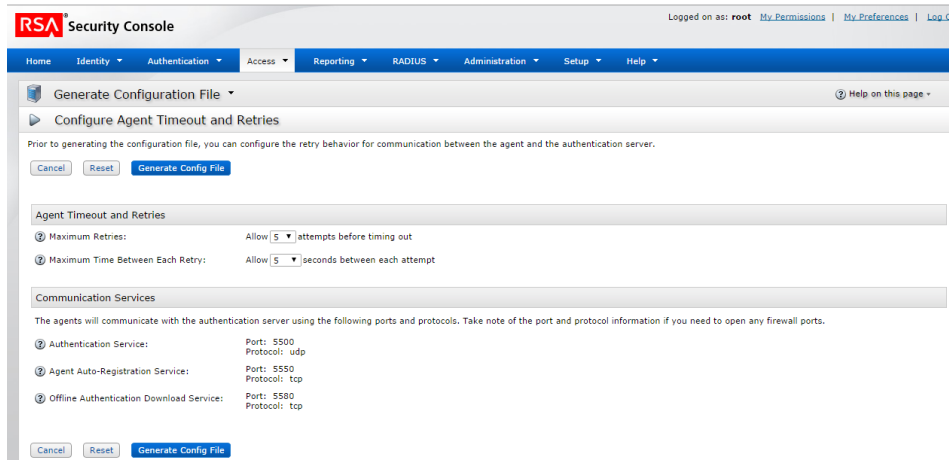 Logged on as: root My Permissions | My Preferences | Log
RSA® Security Console
Home Identity Authentication Access Reporting RADIUS Administration Setup Help
Generate Configuration File
Help on this page
Configure Agent Timeout and Retries
Prior to generating the configuration file, you can configure the retry behavior for communication between the agent and the authentication server.
Cancel Reset Generate Config File
Agent Timeout and Retries
Maximum Retries: Allow 5 attempts before timing out
Maximum Time Between Each Retry: Allow 5 seconds between each attempt
Communication Services
The agents will communicate with the authentication server using the following ports and protocols. Take note of the port and protocol information if you need to open any firewall ports.
Authentication Service: Port: 5500
Protocol: udp
Agent Auto-Registration Service: Port: 5550
Protocol: tcp
Offline Authentication Download Service: Port: 5580
Protocol: tcp
Cancel Reset Generate Config File